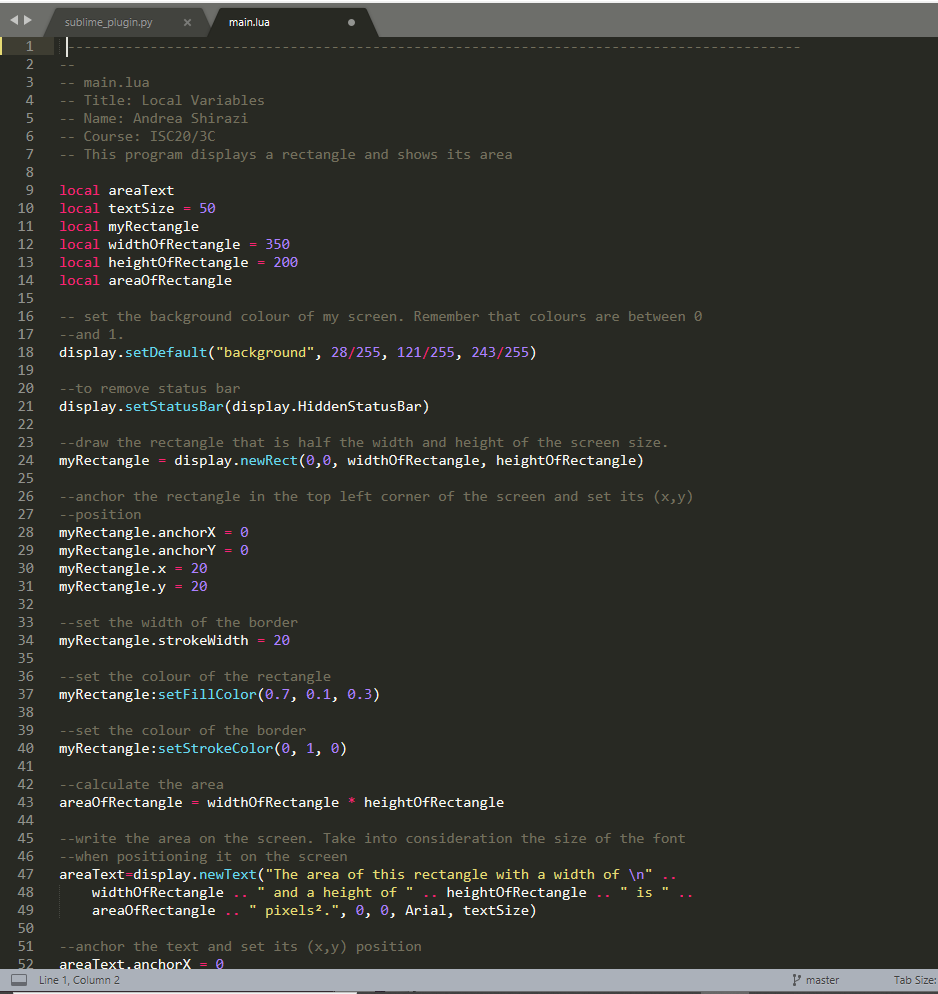 sublime_plugin.py × main.lua
1 ------------------------------------------------------------------------------------------
2 --
3 -- main.lua
4 -- Title: Local Variables
5 -- Name: Andrea Shirazi
6 -- Course: ISC20/3C
7 -- This program displays a rectangle and shows its area
8
9 local areaText
10 local textSize = 50
11 local myRectangle
12 local widthOfRectangle = 350
13 local heightOfRectangle = 200
14 local areaOfRectangle
15
16 -- set the background colour of my screen. Remember that colours are between 0
17 --and 1.
18 display.setDefault("background", 28/255, 121/255, 243/255)
19
20 --to remove status bar
21 display.setStatusBar(display.HiddenStatusBar)
22
23 --draw the rectangle that is half the width and height of the screen size.
24 myRectangle = display.newRect(0,0, widthOfRectangle, heightOfRectangle)
25
26 --anchor the rectangle in the top left corner of the screen and set its (x,y)
27 --position
28 myRectangle.anchorX = 0
29 myRectangle.anchorY = 0
30 myRectangle.x = 20
31 myRectangle.y = 20
32
33 --set the width of the border
34 myRectangle.strokeWidth = 20
35
36 --set the colour of the rectangle
37 myRectangle:setFillColor(0.7, 0.1, 0.3)
38
39 --set the colour of the border
40 myRectangle:setStrokeColor(0, 1, 0)
41
42 --calculate the area
43 areaOfRectangle = widthOfRectangle * heightOfRectangle
44
45 --write the area on the screen. Take into consideration the size of the font
46 --when positioning it on the screen
47 areaText=display.newText("The area of this rectangle with a width of \n" ..
48 widthOfRectangle .. " and a height of " .. heightOfRectangle .. " is " ..
49 areaOfRectangle .. " pixels².", 0, 0, Arial, textSize)
50
51 --anchor the text and set its (x,y) position
52 areaText.anchorX = 0
Line 1, Column 2 master Tab Size: